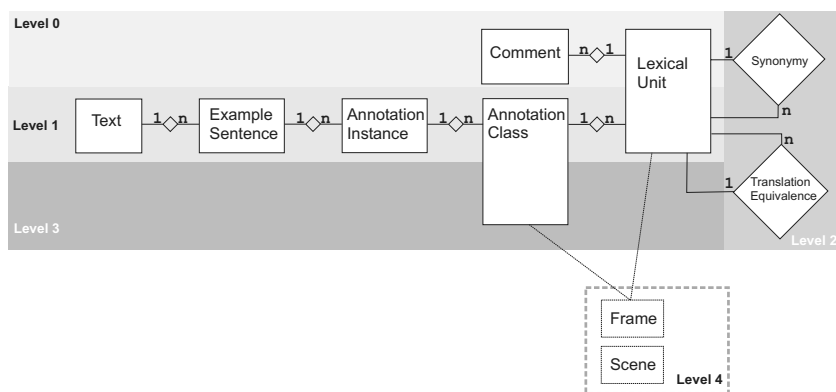 Level 0
Comment
n 1
Lexical
Unit
1
Synonymy
n
Level 1
Text
1 n
Example
Sentence
1 n
Annotation
Instance
1 n
Annotation
Class
1 n
n
1
Translation
Equivalence
Level 3
Level 2
Frame
Scene
Level 4